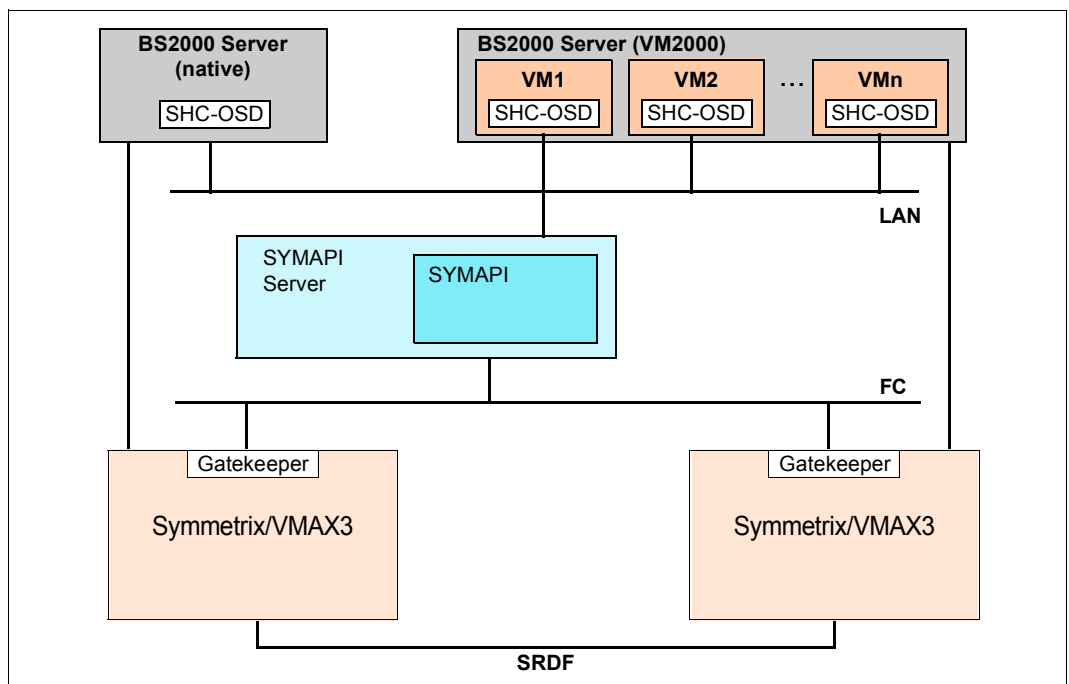 BS2000 Server
(native)
SHC-OSD
BS2000 Server (VM2000)
VM1
SHC-OSD
VM2
SHC-OSD
...
VMn
SHC-OSD
LAN
SYMAPI
Server
SYMAPI
FC
Gatekeeper
Symmetrix/VMAX3
Gatekeeper
Symmetrix/VMAX3
SRDF